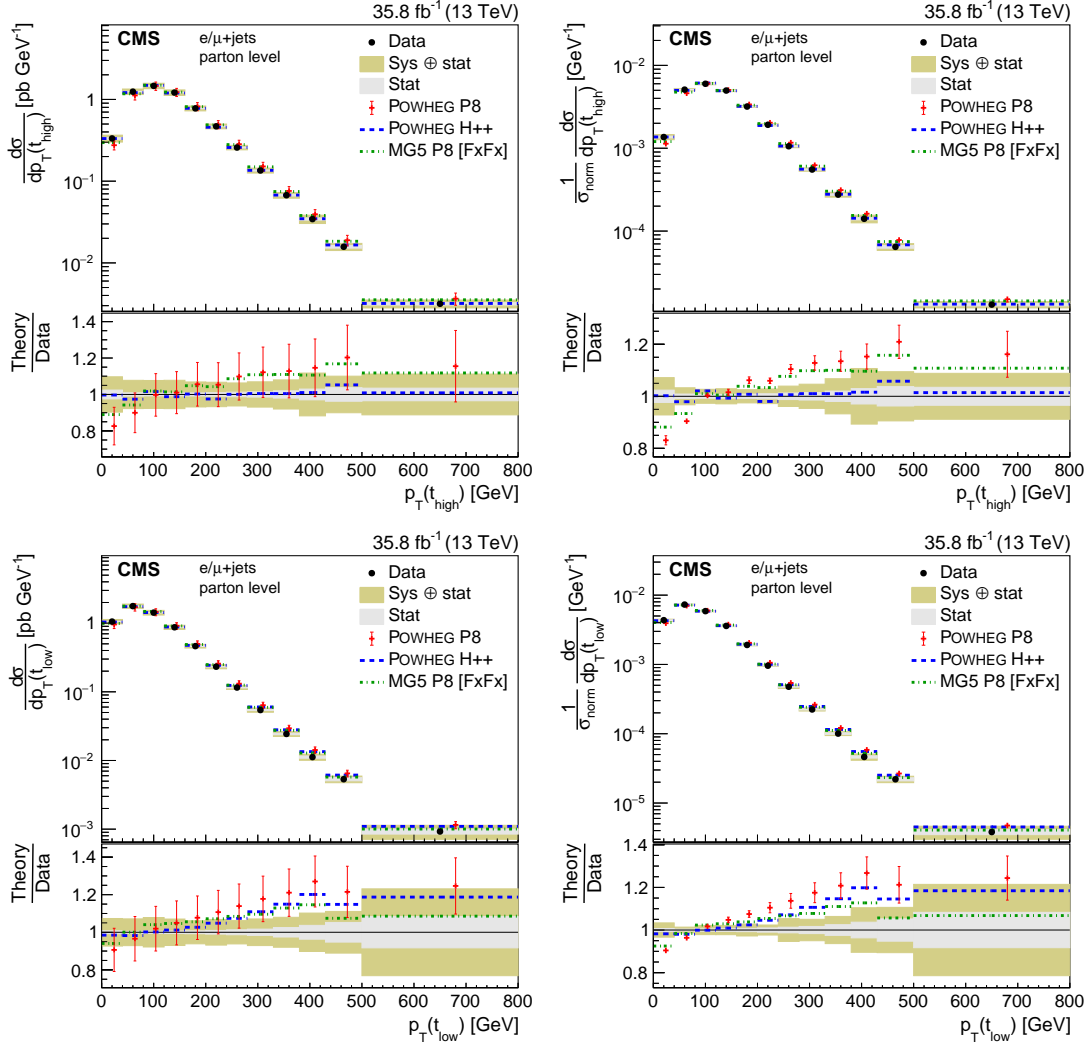 35.8 fb⁻¹ (13 TeV)
CMS
e/μ+jets
parton level
Data
Sys ⊕ stat
Stat
POWHEG P8
POWHEG H++
MG5 P8 [FxFx]
dσ/dp_T(t_high) [pb GeV⁻¹]
1
10⁻¹
10⁻²
Theory/Data
1.4
1.2
1
0.8
0 100 200 300 400 500 600 700 800
p_T(t_high) [GeV]
35.8 fb⁻¹ (13 TeV)
CMS
e/μ+jets
parton level
Data
Sys ⊕ stat
Stat
POWHEG P8
POWHEG H++
MG5 P8 [FxFx]
1/σ_norm dσ/dp_T(t_high) [GeV⁻¹]
10⁻²
10⁻³
10⁻⁴
Theory/Data
1.2
1
0.8
0 100 200 300 400 500 600 700 800
p_T(t_high) [GeV]
35.8 fb⁻¹ (13 TeV)
CMS
e/μ+jets
parton level
Data
Sys ⊕ stat
Stat
POWHEG P8
POWHEG H++
MG5 P8 [FxFx]
dσ/dp_T(t_low) [pb GeV⁻¹]
1
10⁻¹
10⁻²
10⁻³
Theory/Data
1.4
1.2
1
0.8
0 100 200 300 400 500 600 700 800
p_T(t_low) [GeV]
35.8 fb⁻¹ (13 TeV)
CMS
e/μ+jets
parton level
Data
Sys ⊕ stat
Stat
POWHEG P8
POWHEG H++
MG5 P8 [FxFx]
1/σ_norm dσ/dp_T(t_low) [GeV⁻¹]
10⁻²
10⁻³
10⁻⁴
10⁻⁵
Theory/Data
1.4
1.2
1
0.8
0 100 200 300 400 500 600 700 800
p_T(t_low) [GeV]